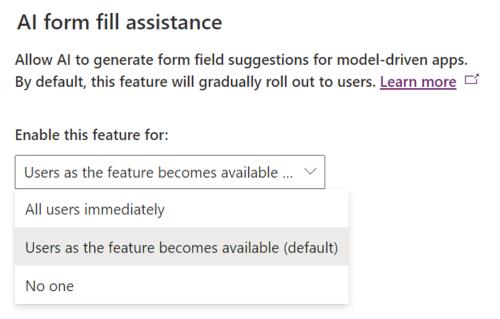 AI form fill assistance
Allow AI to generate form field suggestions for model-driven apps.
By default, this feature will gradually roll out to users. Learn more
Enable this feature for:
Users as the feature becomes available ...
All users immediately
Users as the feature becomes available (default)
No one